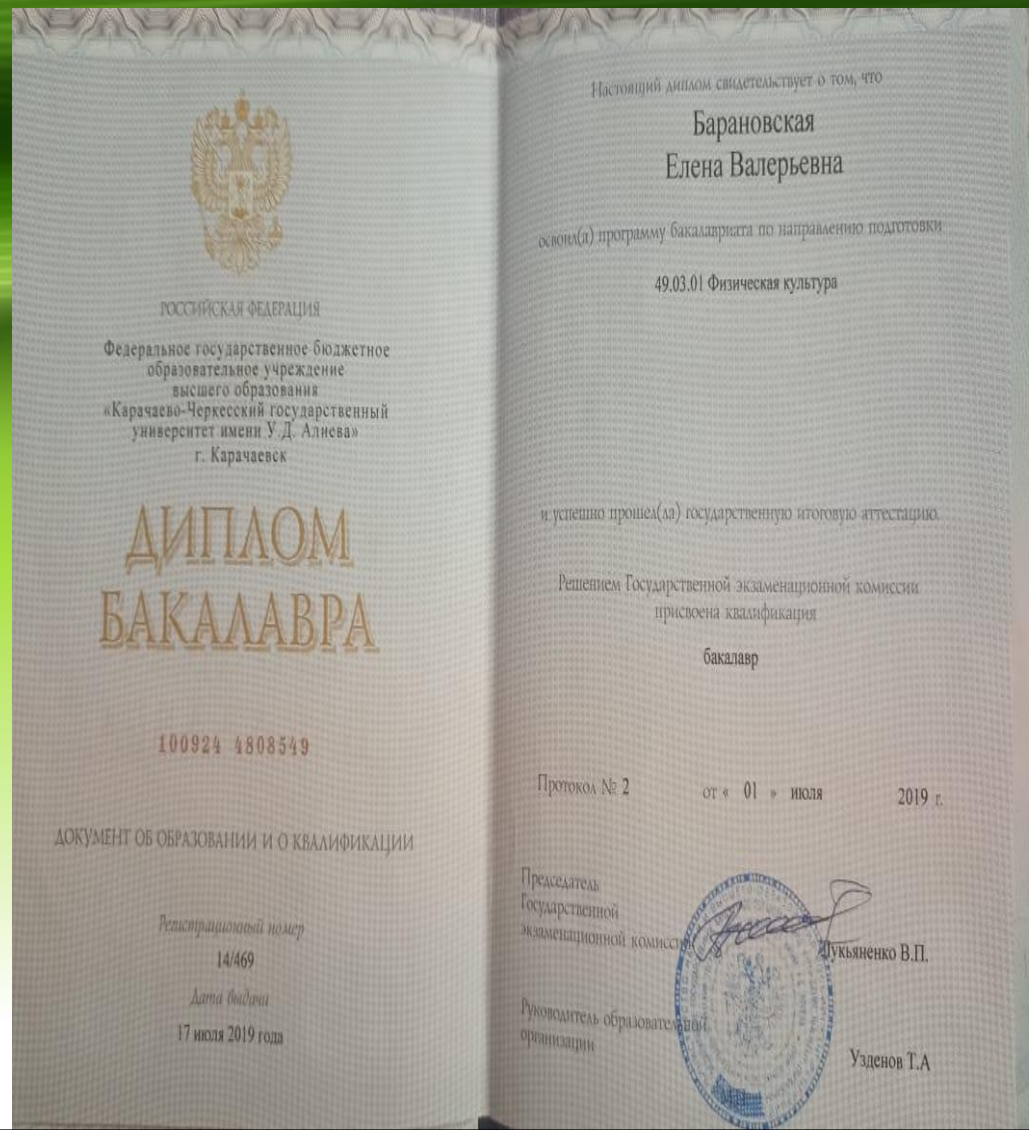 РОССИЙСКАЯ ФЕДЕРАЦИЯ
Федеральное государственное бюджетное
образовательное учреждение
высшего образования
«Карачаево-Черкесский государственный
университет имени У.Д. Алиева»
г. Карачаевск
ДИПЛОМ
БАКАЛАВРА
100924 4808549
ДОКУМЕНТ ОБ ОБРАЗОВАНИИ И О КВАЛИФИКАЦИИ
Регистрационный номер
14/469
Дата выдачи
17 июля 2019 года
Настоящий диплом свидетельствует о том, что
Барановская
Елена Валерьевна
освоил(а) программу бакалавриата по направлению подготовки
49.03.01 Физическая культура
и успешно прошел(ла) государственную итоговую аттестацию.
Решением Государственной экзаменационной комиссии
присвоена квалификация
бакалавр
Протокол № 2 от « 01 » июля 2019 г.
Председатель
Государственной
экзаменационной комиссии
Лукьяненко В.П.
Руководитель образовательной
организации
Узденов Т.А